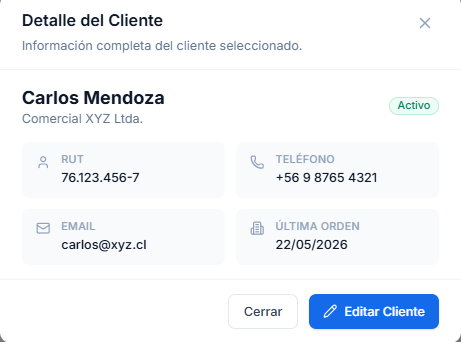 Detalle del Cliente
Información completa del cliente seleccionado.
Carlos Mendoza
Activo
Comercial XYZ Ltda.
RUT
76.123.456-7
TELÉFONO
+56 9 8765 4321
EMAIL
carlos@xyz.cl
ÚLTIMA ORDEN
22/05/2026
Cerrar
Editar Cliente